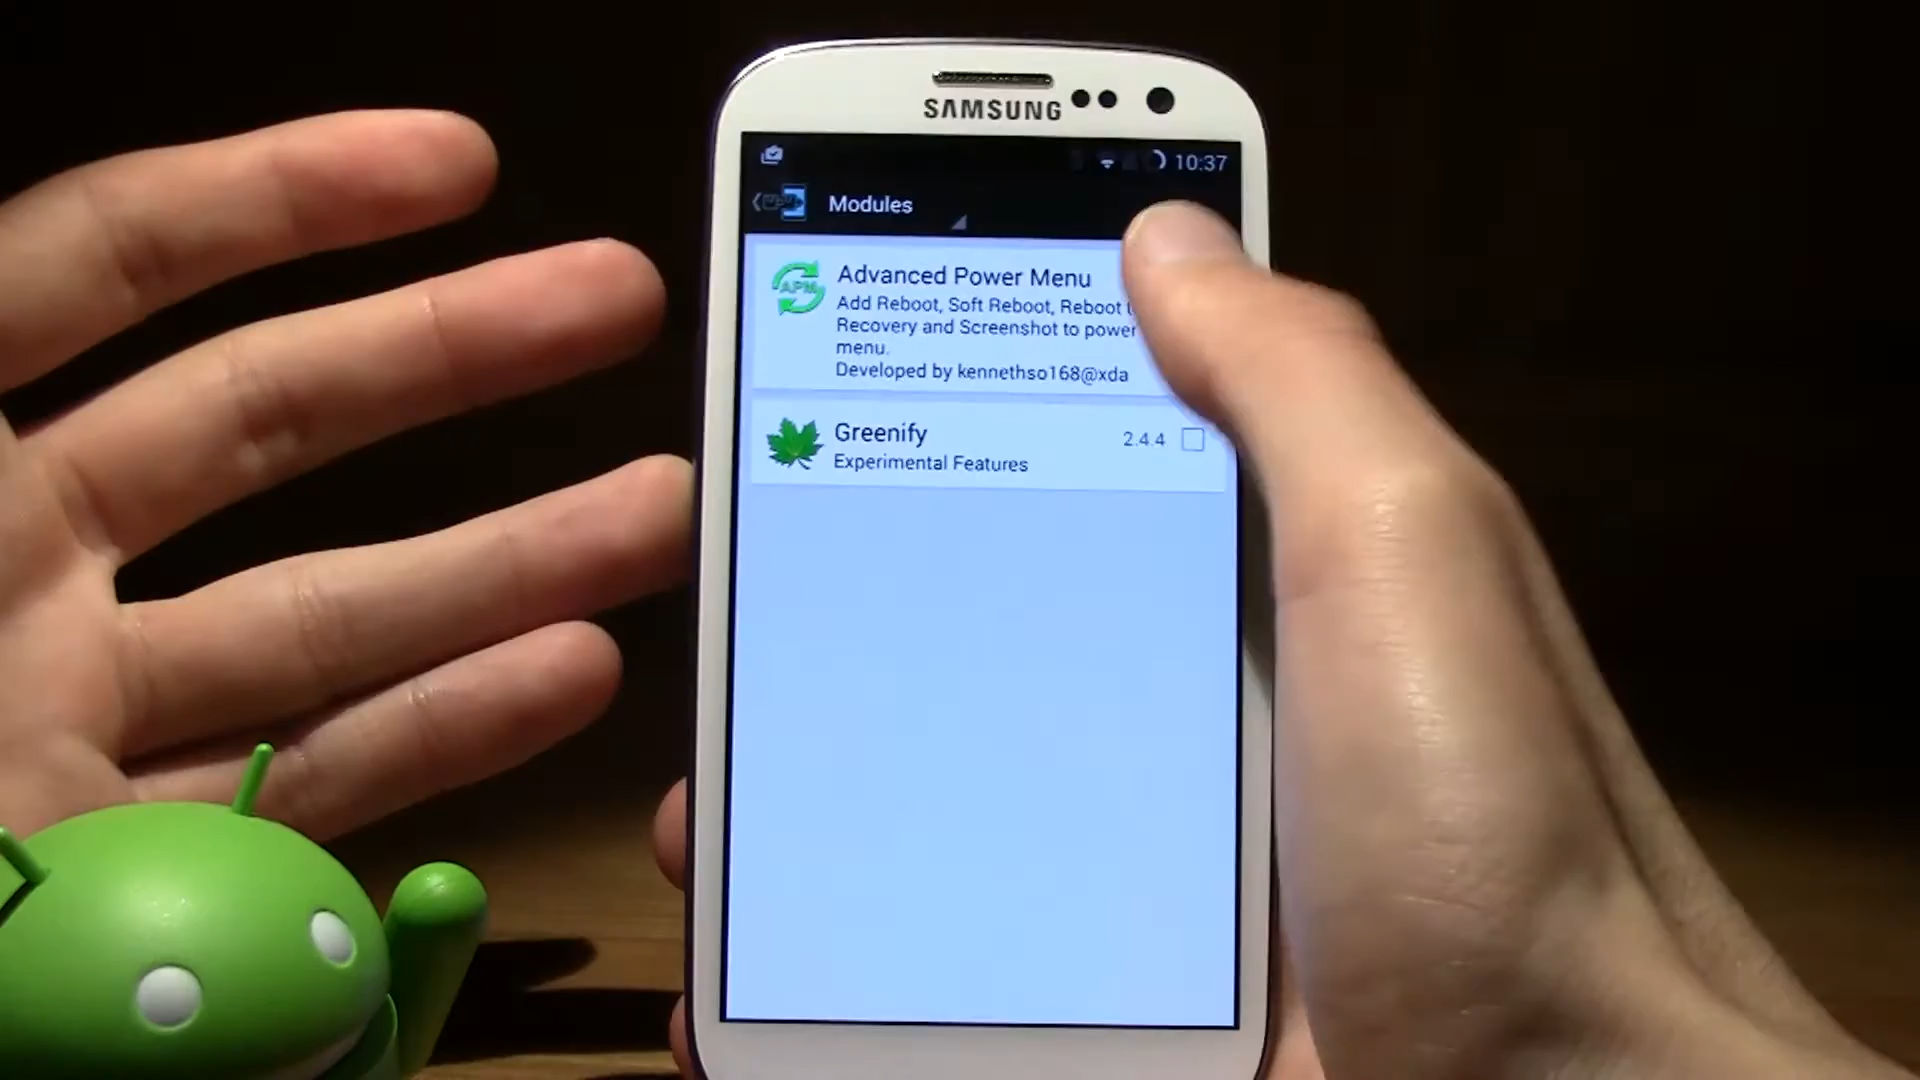 SAMSUNG
10:37
Modules
APM
Advanced Power Menu
Add Reboot, Soft Reboot, Reboot
Recovery and Screenshot to power
menu.
Developed by kennethso168@xda
Greenify
2.4.4
Experimental Features